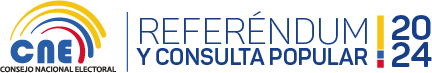 CNE
CONSEJO NACIONAL ELECTORAL
REFERÉNDUM
Y CONSULTA POPULAR
20
24